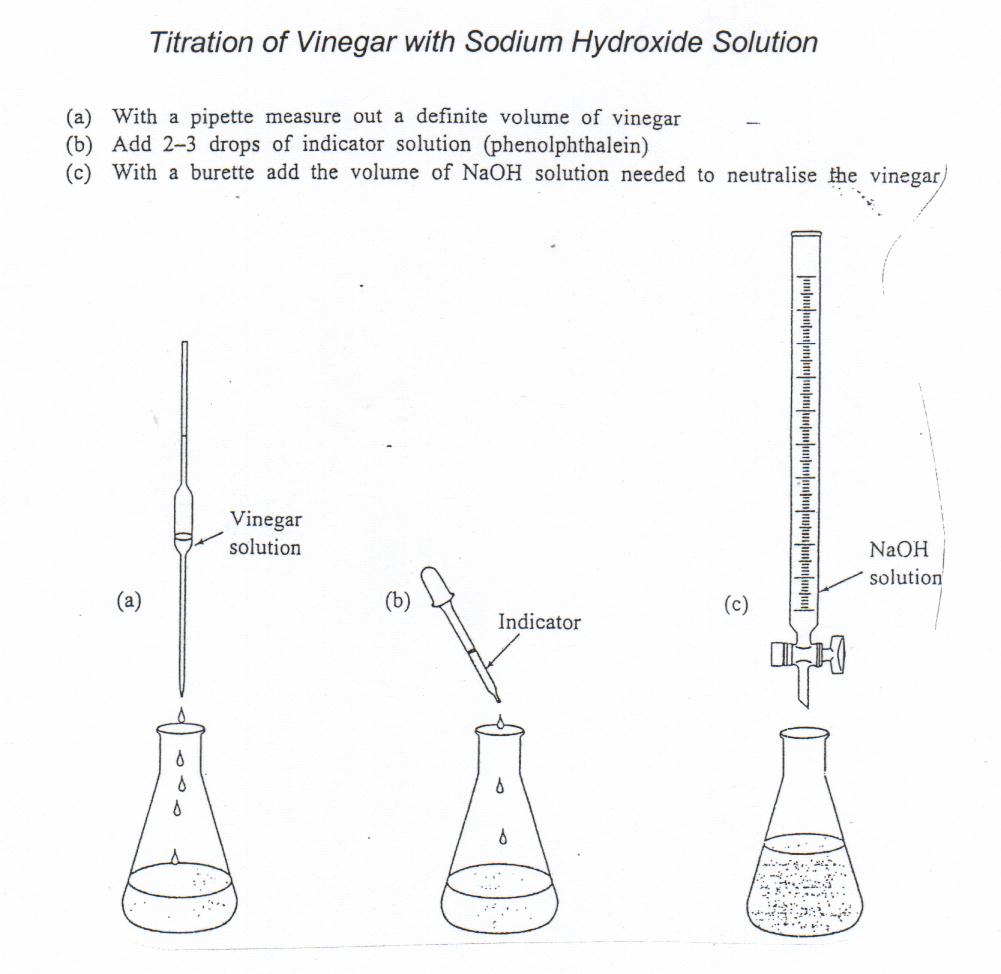 Titration of Vinegar with Sodium Hydroxide Solution
(a) With a pipette measure out a definite volume of vinegar
(b) Add 2–3 drops of indicator solution (phenolphthalein)
(c) With a burette add the volume of NaOH solution needed to neutralise the vinegar
Vinegar
solution
(a)
(b)
Indicator
(c)
NaOH
solution